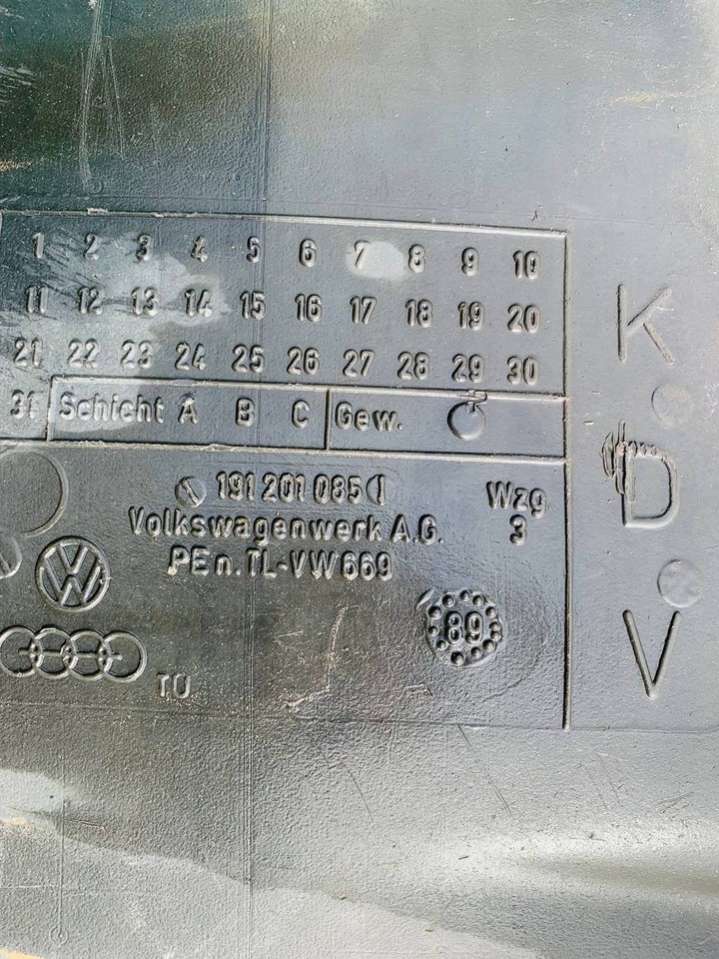 1 2 3 4 5 6 7 8 9 10
11 12 13 14 15 16 17 18 19 20
21 22 23 24 25 26 27 28 29 30
31 Schicht A B C Gew.
191 201 085 Wzg
Volkswagenwerk A.G. 3
PE n. TL-VW 669
VW
89
TU
K
D
V